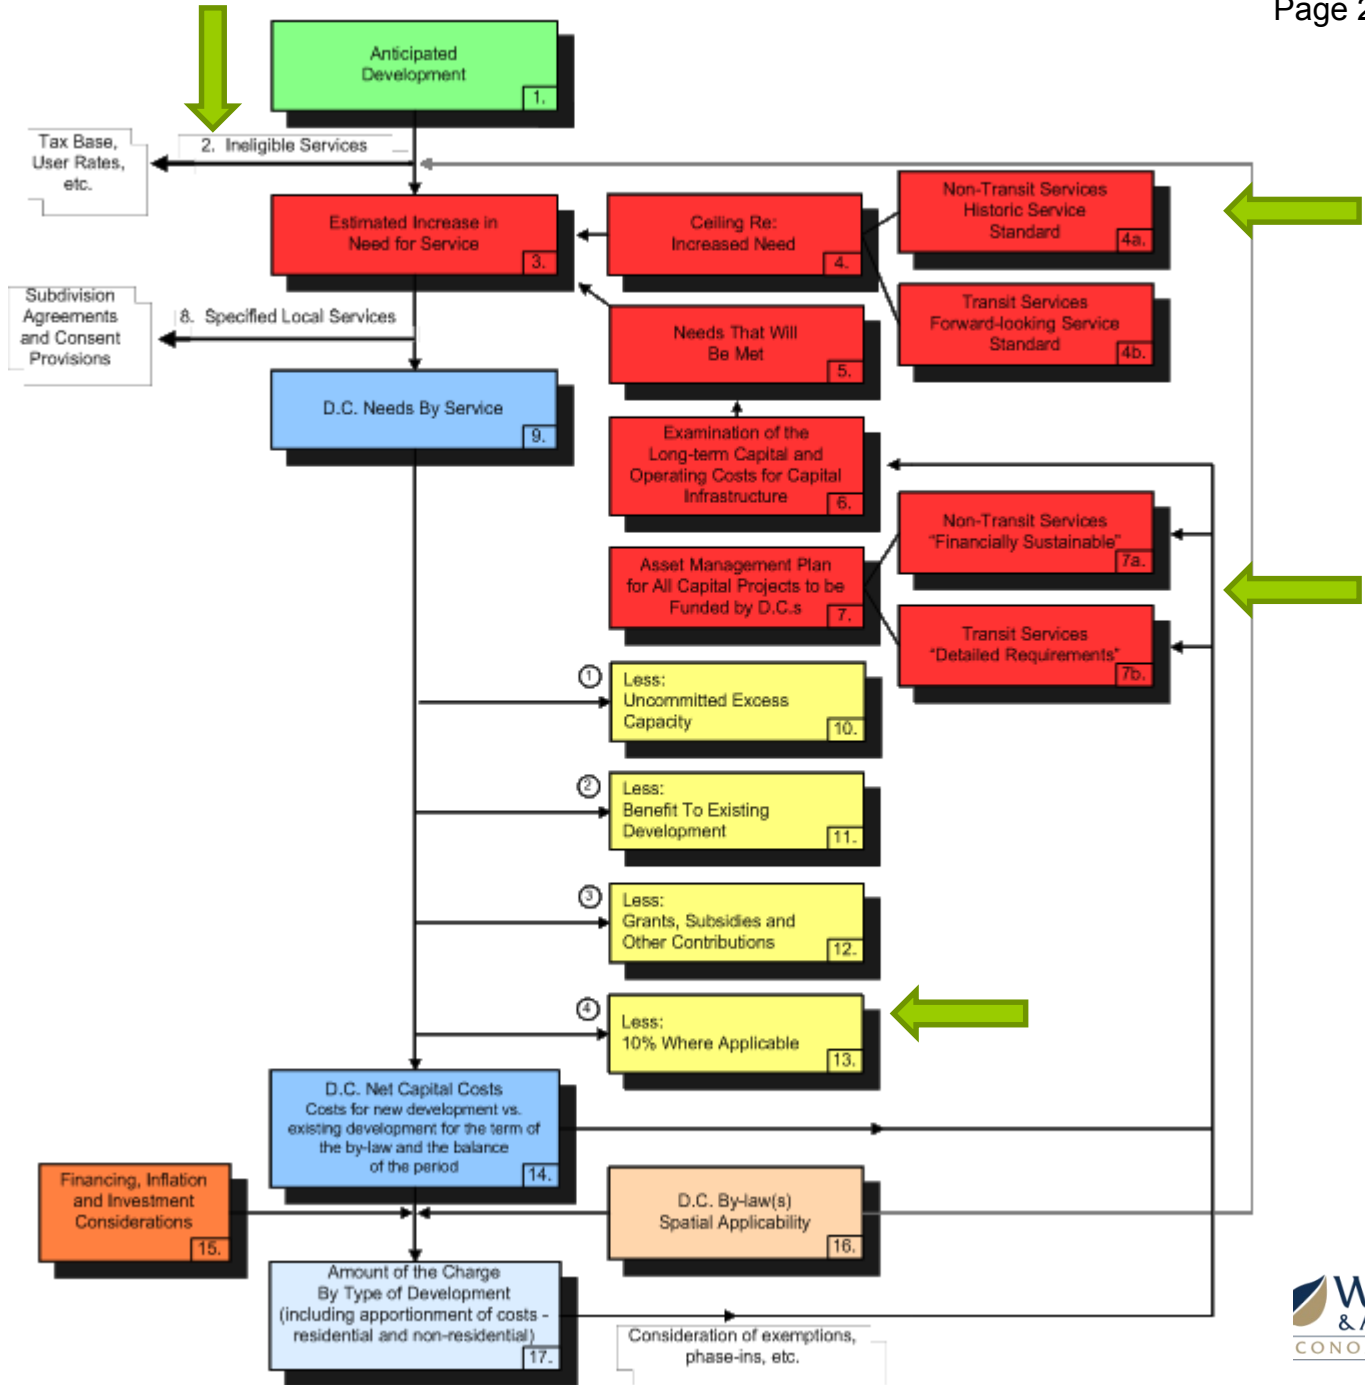 Page 2
Anticipated
Development
1.
Tax Base,
User Rates,
etc.
2. Ineligible Services
Estimated Increase in
Need for Service
3.
Ceiling Re:
Increased Need
4.
Non-Transit Services
Historic Service
Standard
4a.
Transit Services
Forward-looking Service
Standard
4b.
Subdivision
Agreements
and Consent
Provisions
8. Specified Local Services
Needs That Will
Be Met
5.
D.C. Needs By Service
9.
Examination of the
Long-term Capital and
Operating Costs for Capital
Infrastructure
6.
Non-Transit Services
"Financially Sustainable"
7a.
Asset Management Plan
for All Capital Projects to be
Funded by D.C.s
7.
Transit Services
"Detailed Requirements"
7b.
1
Less:
Uncommitted Excess
Capacity
10.
2
Less:
Benefit To Existing
Development
11.
3
Less:
Grants, Subsidies and
Other Contributions
12.
4
Less:
10% Where Applicable
13.
D.C. Net Capital Costs
Costs for new development vs.
existing development for the term of
the by-law and the balance
of the period
14.
Financing, Inflation
and Investment
Considerations
15.
D.C. By-law(s)
Spatial Applicability
16.
Amount of the Charge
By Type of Development
(including apportionment of costs -
residential and non-residential)
17.
Consideration of exemptions,
phase-ins, etc.
W
& A
CONO